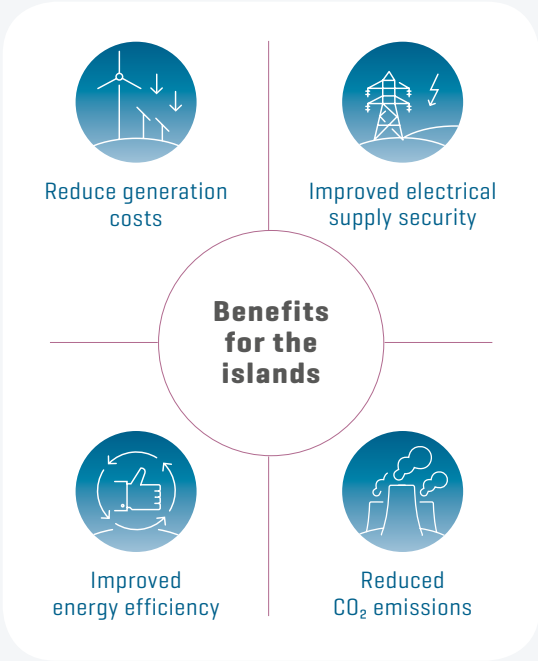 Reduce generation
costs
Improved electrical
supply security
Benefits
for the
islands
Improved
energy efficiency
Reduced
CO₂ emissions